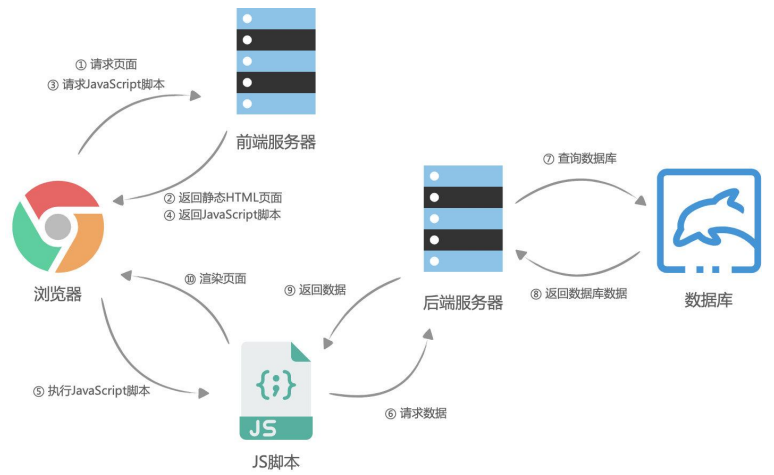 ① 请求页面
③ 请求JavaScript脚本
前端服务器
② 返回静态HTML页面
④ 返回JavaScript脚本
浏览器
⑦ 查询数据库
⑩ 渲染页面
⑨ 返回数据
后端服务器
⑧ 返回数据库数据
数据库
⑤ 执行JavaScript脚本
{;}
JS
⑥ 请求数据
JS脚本